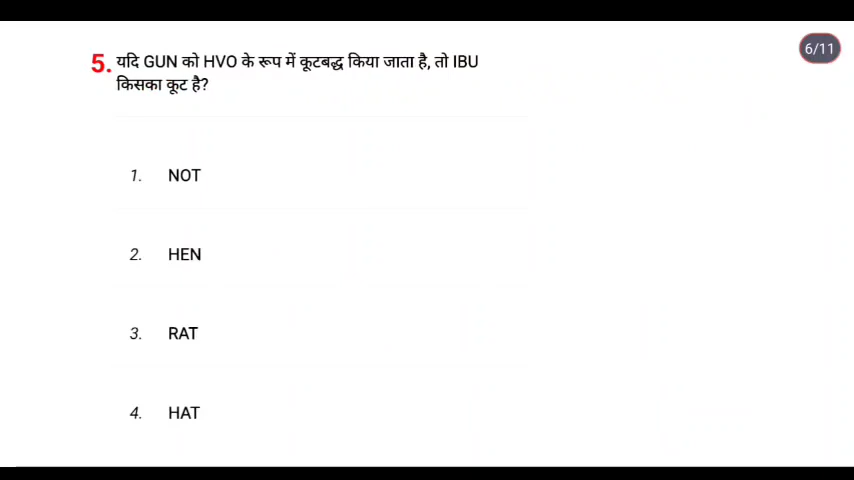 6/11
5. यदि GUN को HVO के रूप में कूटबद्ध किया जाता है, तो IBU
किसका कूट है?
1. NOT
2. HEN
3. RAT
4. HAT